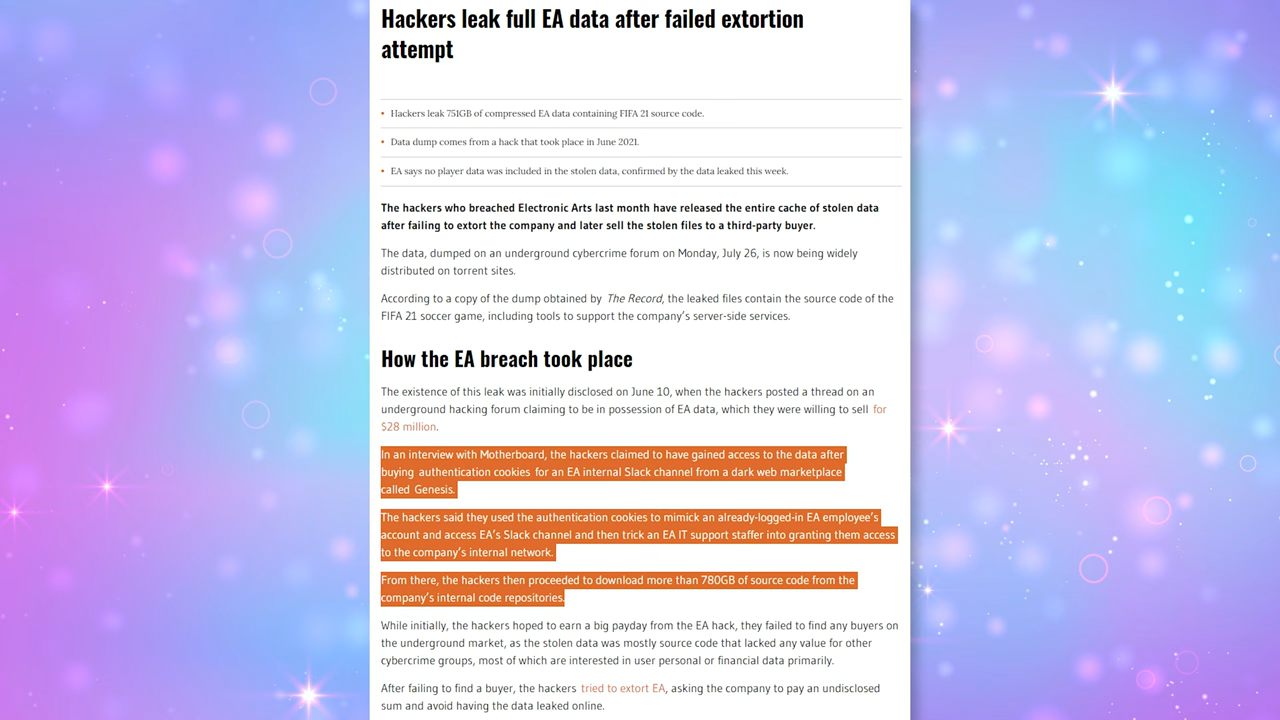 Hackers leak full EA data after failed extortion
attempt
• Hackers leak 751GB of compressed EA data containing FIFA 21 source code.
• Data dump comes from a hack that took place in June 2021.
• EA says no player data was included in the stolen data, confirmed by the data leaked this week.
The hackers who breached Electronic Arts last month have released the entire cache of stolen data
after failing to extort the company and later sell the stolen files to a third-party buyer.
The data, dumped on an underground cybercrime forum on Monday, July 26, is now being widely
distributed on torrent sites.
According to a copy of the dump obtained by The Record, the leaked files contain the source code of the
FIFA 21 soccer game, including tools to support the company's server-side services.
How the EA breach took place
The existence of this leak was initially disclosed on June 10, when the hackers posted a thread on an
underground hacking forum claiming to be in possession of EA data, which they were willing to sell for
$28 million.
In an interview with Motherboard, the hackers claimed to have gained access to the data after
buying authentication cookies for an EA internal Slack channel from a dark web marketplace
called Genesis.
The hackers said they used the authentication cookies to mimick an already-logged-in EA employee's
account and access EA's Slack channel and then trick an EA IT support staffer into granting them access
to the company's internal network.
From there, the hackers then proceeded to download more than 780GB of source code from the
company's internal code repositories.
While initially, the hackers hoped to earn a big payday from the EA hack, they failed to find any buyers on
the underground market, as the stolen data was mostly source code that lacked any value for other
cybercrime groups, most of which are interested in user personal or financial data primarily.
After failing to find a buyer, the hackers tried to extort EA, asking the company to pay an undisclosed
sum and avoid having the data leaked online.